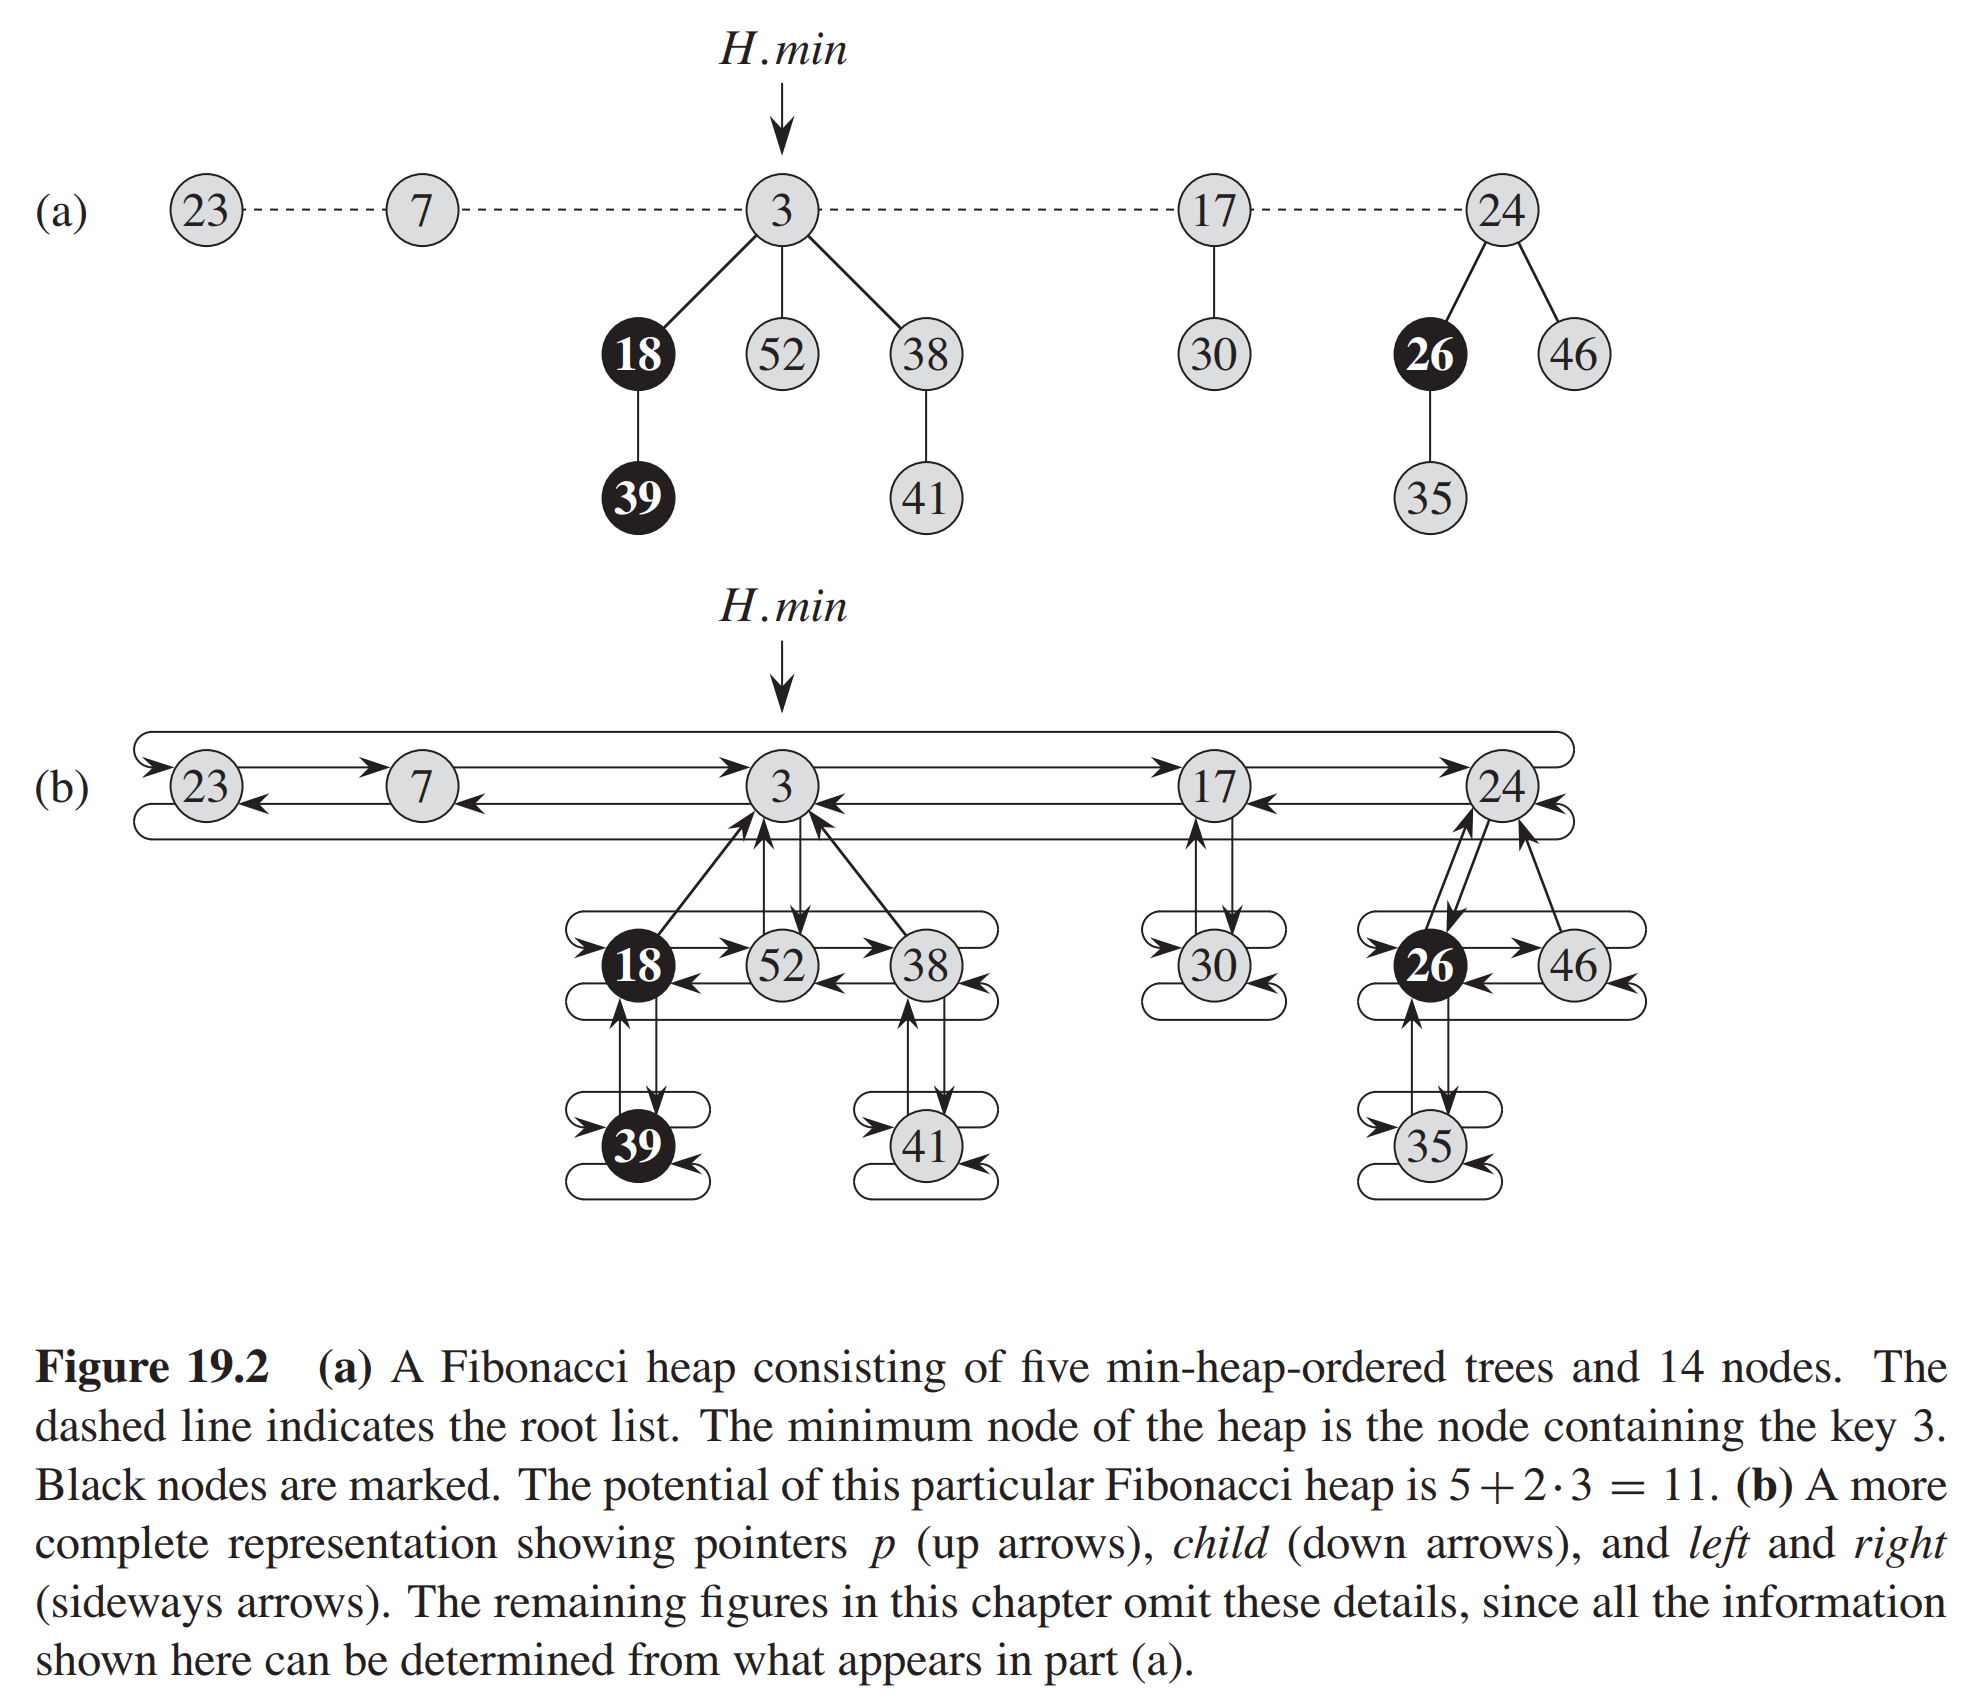 H.min
(a) 23 7 3 17 24
18 52 38 30 26 46
39 41 35
H.min
(b) 23 7 3 17 24
18 52 38 30 26 46
39 41 35
Figure 19.2 (a) A Fibonacci heap consisting of five min-heap-ordered trees and 14 nodes. The
dashed line indicates the root list. The minimum node of the heap is the node containing the key 3.
Black nodes are marked. The potential of this particular Fibonacci heap is 5+2·3 = 11. (b) A more
complete representation showing pointers p (up arrows), child (down arrows), and left and right
(sideways arrows). The remaining figures in this chapter omit these details, since all the information
shown here can be determined from what appears in part (a).